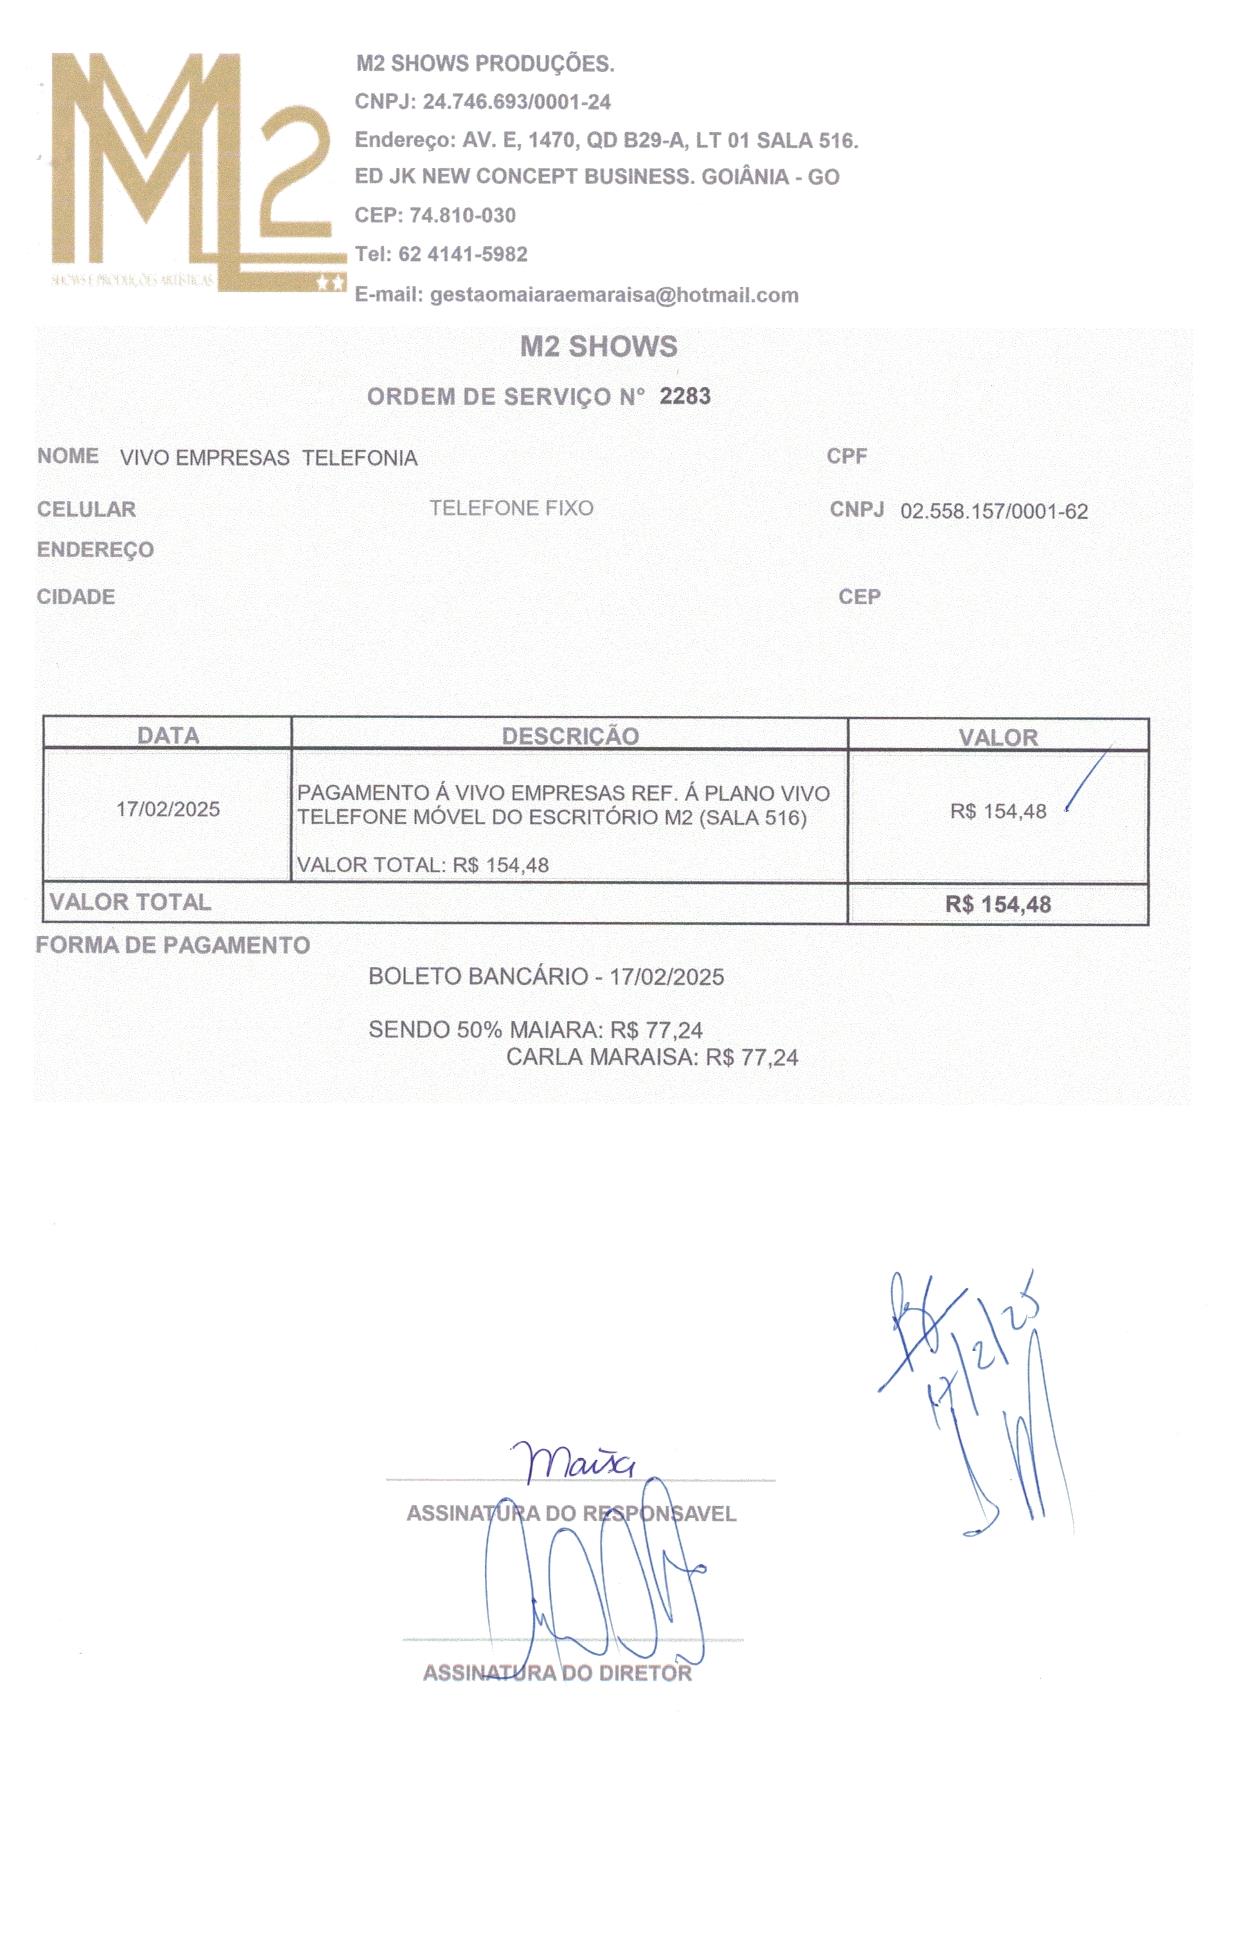 M2
SHOWS E PRODUÇÕES ARTÍSTICAS
M2 SHOWS PRODUÇÕES.
CNPJ: 24.746.693/0001-24
Endereço: AV. E, 1470, QD B29-A, LT 01 SALA 516.
ED JK NEW CONCEPT BUSINESS. GOIÂNIA - GO
CEP: 74.810-030
Tel: 62 4141-5982
E-mail: gestaomaiaraemaraisa@hotmail.com
M2 SHOWS
ORDEM DE SERVIÇO Nº 2283
NOME VIVO EMPRESAS TELEFONIA CPF
CELULAR TELEFONE FIXO CNPJ 02.558.157/0001-62
ENDEREÇO
CIDADE CEP
DATA DESCRIÇÃO VALOR
PAGAMENTO Á VIVO EMPRESAS REF. Á PLANO VIVO
17/02/2025 TELEFONE MÓVEL DO ESCRITÓRIO M2 (SALA 516) R$ 154,48
VALOR TOTAL: R$ 154,48
VALOR TOTAL R$ 154,48
FORMA DE PAGAMENTO
BOLETO BANCÁRIO - 17/02/2025
SENDO 50% MAIARA: R$ 77,24
CARLA MARAISA: R$ 77,24
17/2/25
Maisa
ASSINATURA DO RESPONSAVEL
ASSINATURA DO DIRETOR